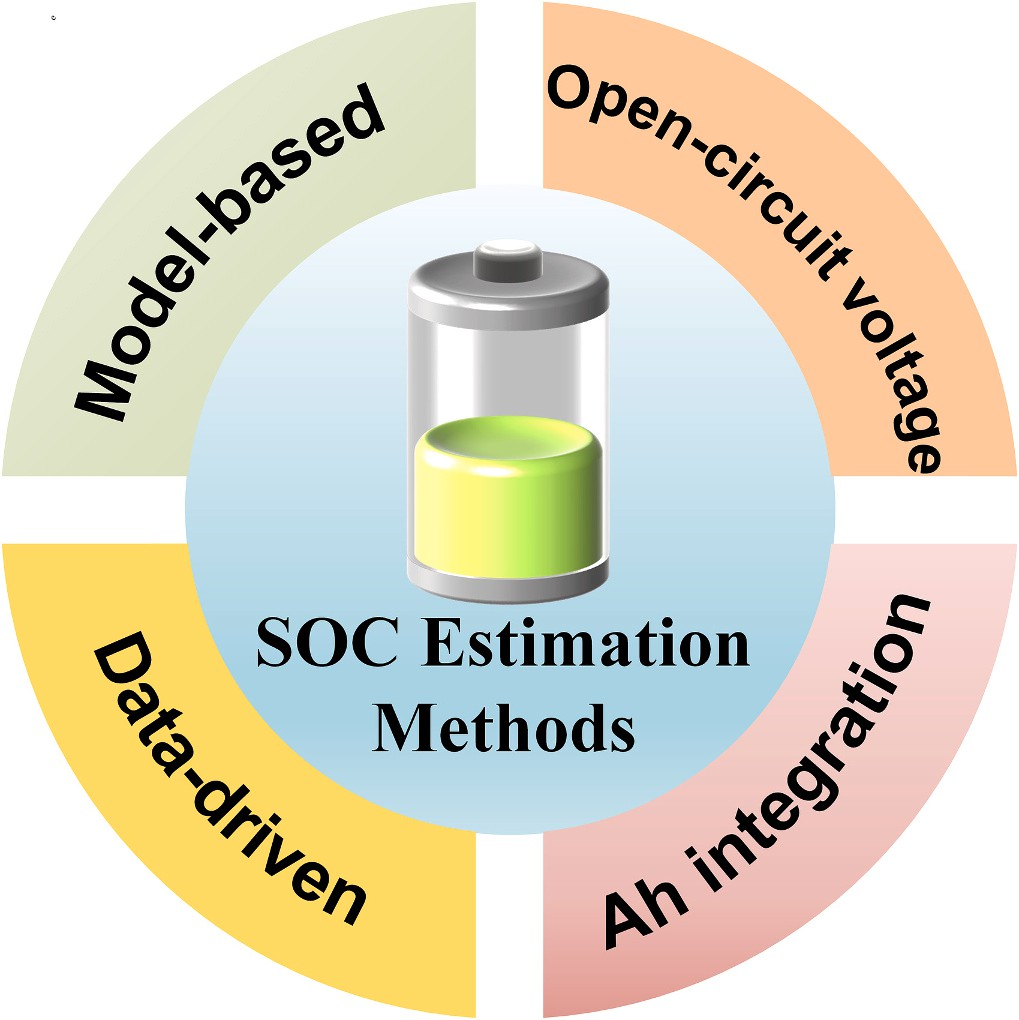 Model-based
Open-circuit voltage
SOC Estimation
Methods
Data-driven
Ah integration